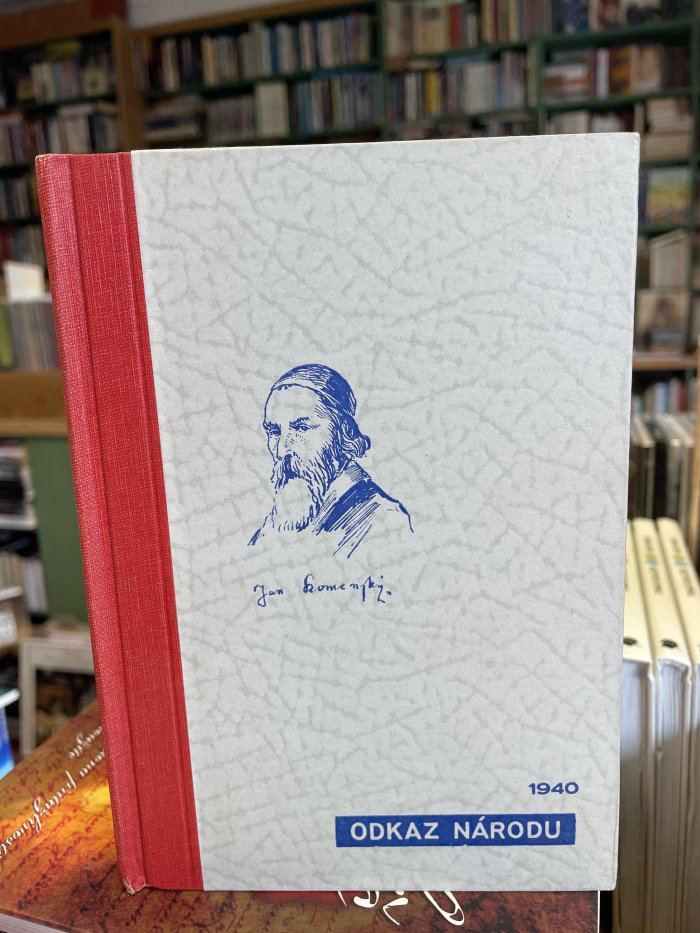 Jan Komenský.
1940
ODKAZ NÁRODU